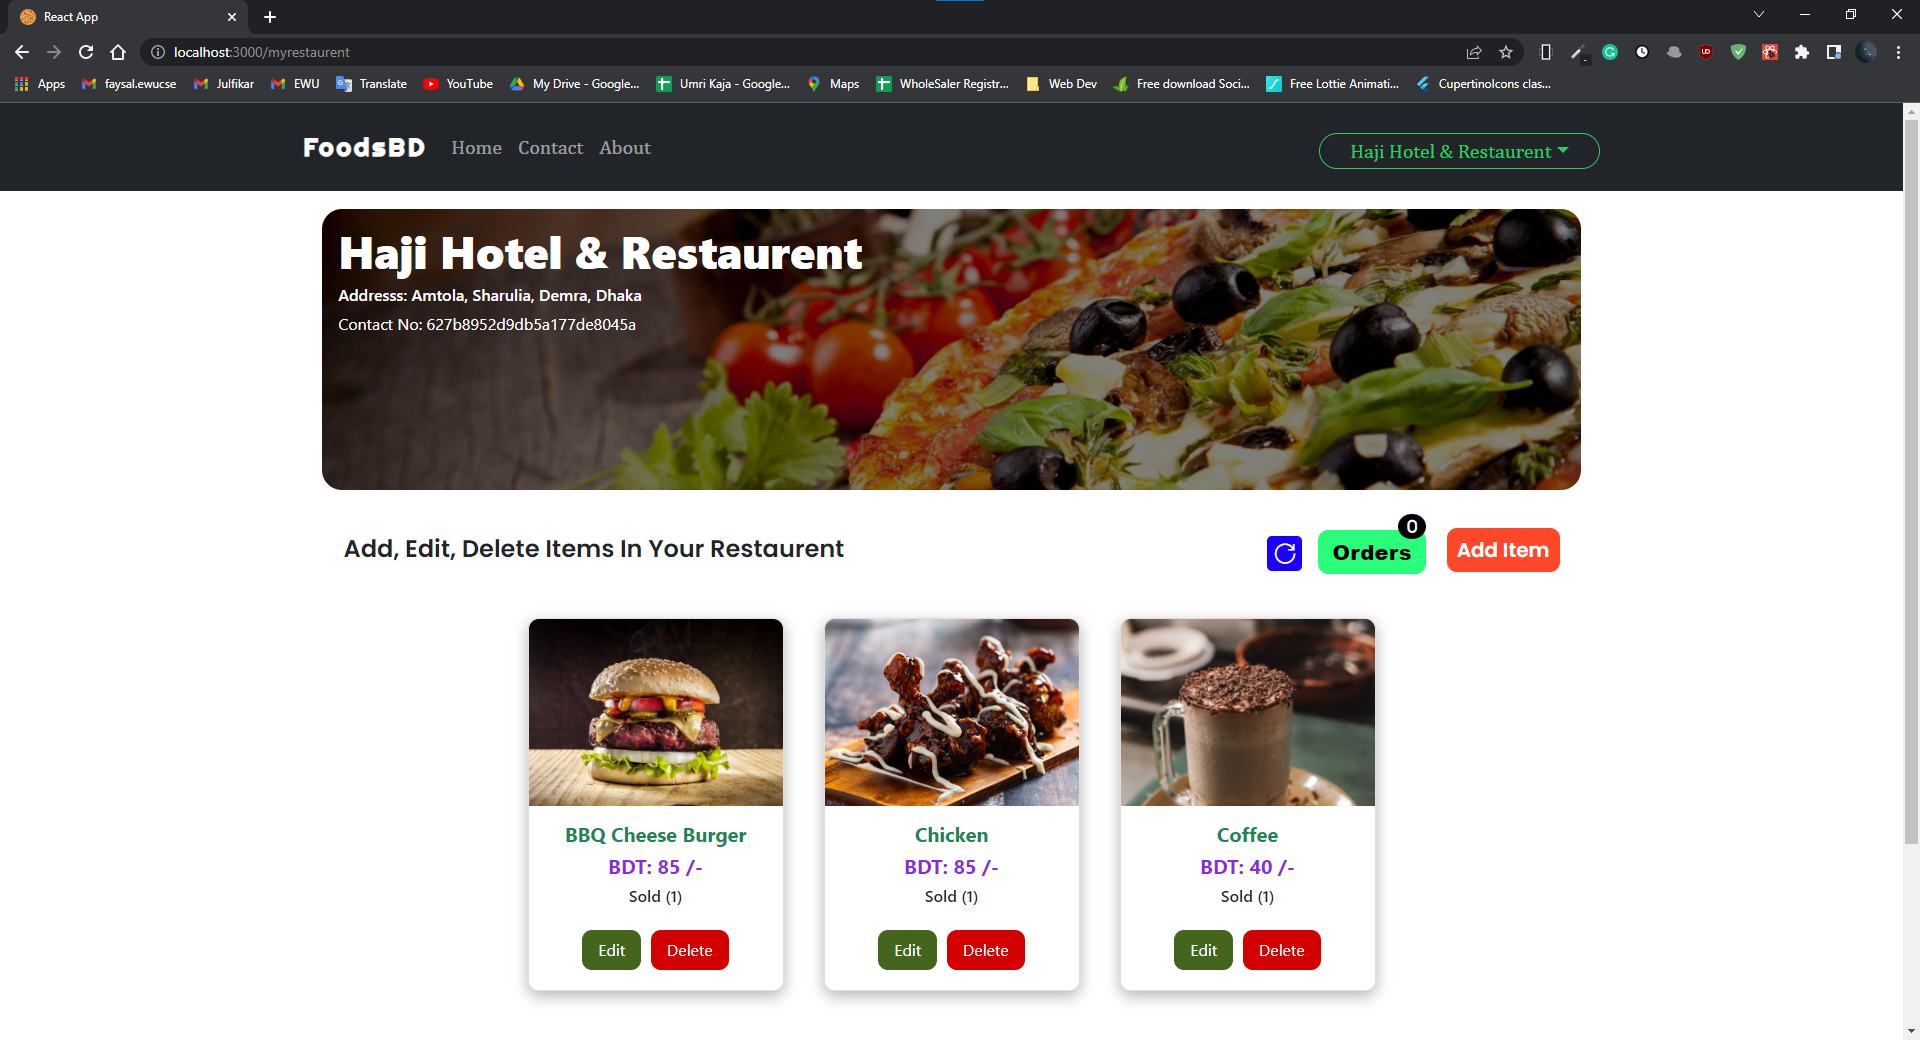 React App
localhost:3000/myrestaurent
Apps faysal.ewucse Julfikar EWU Translate YouTube My Drive - Google... Umri Kaja - Google... Maps WholeSaler Registr... Web Dev Free download Soci... Free Lottie Animati... CupertinoIcons clas...
FoodsBD Home Contact About Haji Hotel & Restaurent
Haji Hotel & Restaurent
Addresss: Amtola, Sharulia, Demra, Dhaka
Contact No: 627b8952d9db5a177de8045a
Add, Edit, Delete Items In Your Restaurent
0
Orders
Add Item
BBQ Cheese Burger
BDT: 85 /-
Sold (1)
Edit Delete
Chicken
BDT: 85 /-
Sold (1)
Edit Delete
Coffee
BDT: 40 /-
Sold (1)
Edit Delete